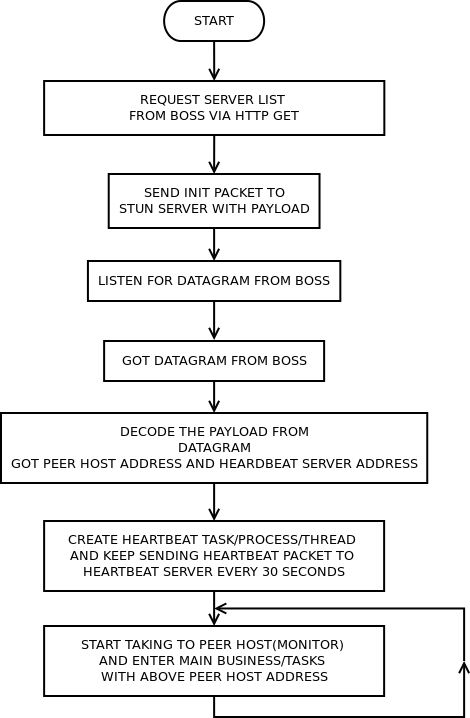 START
REQUEST SERVER LIST
FROM BOSS VIA HTTP GET
SEND INIT PACKET TO
STUN SERVER WITH PAYLOAD
LISTEN FOR DATAGRAM FROM BOSS
GOT DATAGRAM FROM BOSS
DECODE THE PAYLOAD FROM
DATAGRAM
GOT PEER HOST ADDRESS AND HEARDBEAT SERVER ADDRESS
CREATE HEARTBEAT TASK/PROCESS/THREAD
AND KEEP SENDING HEARTBEAT PACKET TO
HEARTBEAT SERVER EVERY 30 SECONDS
START TAKING TO PEER HOST(MONITOR)
AND ENTER MAIN BUSINESS/TASKS
WITH ABOVE PEER HOST ADDRESS